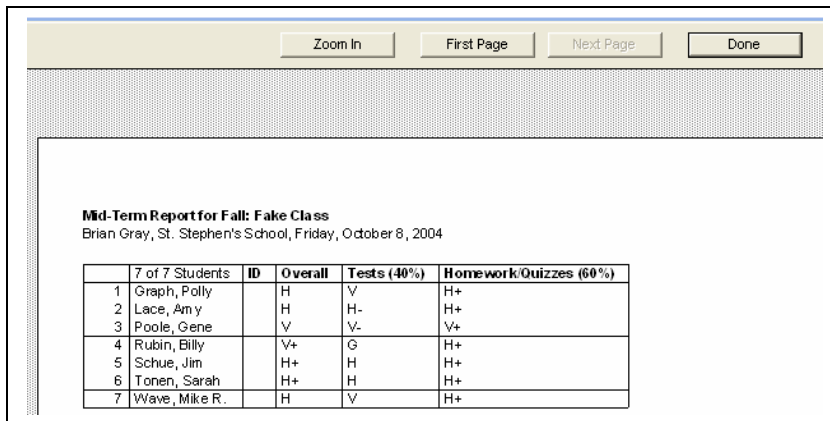 Zoom In First Page Next Page Done
Mid-Term Report for Fall: Fake Class
Brian Gray, St. Stephen's School, Friday, October 8, 2004
7 of 7 Students ID Overall Tests (40%) Homework/Quizzes (60%)
1 Graph, Polly H V H+
2 Lace, Amy H H- H+
3 Poole, Gene V V- V+
4 Rubin, Billy V+ G H+
5 Schue, Jim H+ H H+
6 Tonen, Sarah H+ H H+
7 Wave, Mike R. H V H+